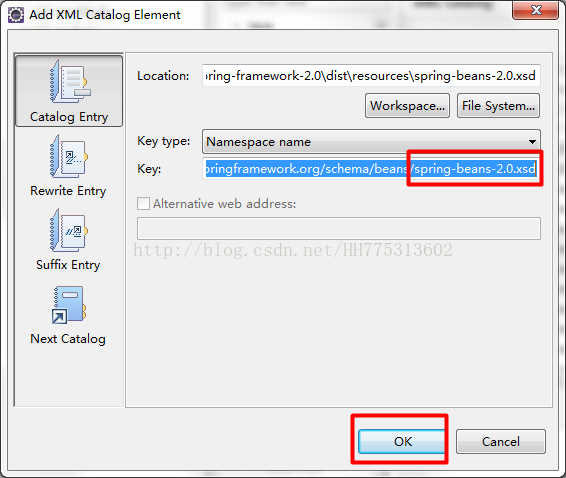 Add XML Catalog Element
Catalog Entry
Rewrite Entry
Suffix Entry
Next Catalog
Location: pring-framework-2.0\dist\resources\spring-beans-2.0.xsd
Workspace... File System...
Key type: Namespace name
Key: pringframework.org/schema/beans/spring-beans-2.0.xsd
Alternative web address:
http://blog.csdn.net/HH775313602
OK Cancel